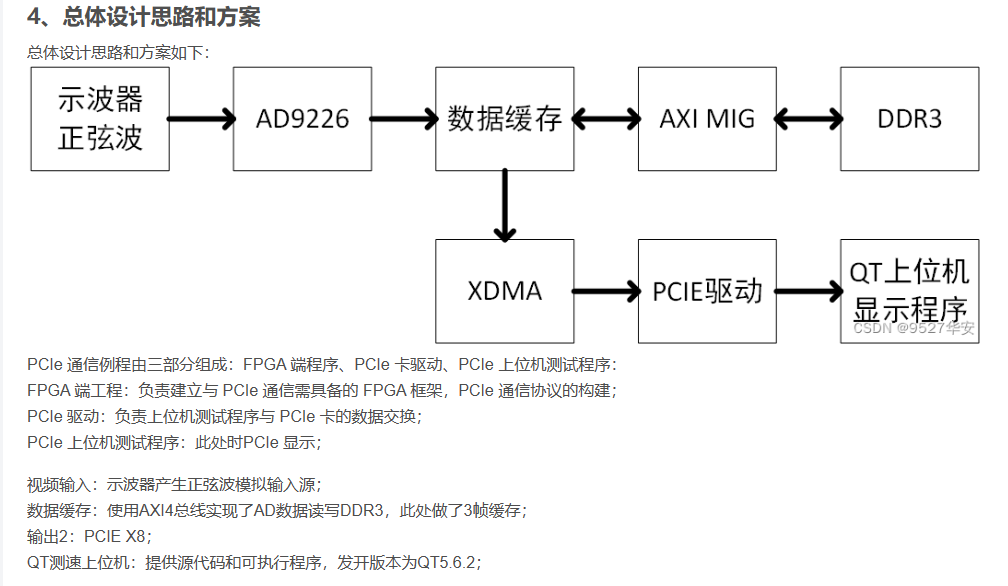 4、总体设计思路和方案
总体设计思路和方案如下：
示波器
正弦波
AD9226
数据缓存
AXI MIG
DDR3
XDMA
PCIE驱动
QT上位机
显示程序
CSDN @9527华安
PCIe 通信例程由三部分组成：FPGA 端程序、PCIe 卡驱动、PCIe 上位机测试程序：
FPGA 端工程：负责建立与 PCIe 通信需具备的 FPGA 框架，PCIe 通信协议的构建；
PCIe 驱动：负责上位机测试程序与 PCIe 卡的数据交换；
PCIe 上位机测试程序：此处时PCIe 显示；
视频输入：示波器产生正弦波模拟输入源；
数据缓存：使用AXI4总线实现了AD数据读写DDR3，此处做了3帧缓存；
输出2：PCIE X8；
QT测速上位机：提供源代码和可执行程序，发开版本为QT5.6.2；